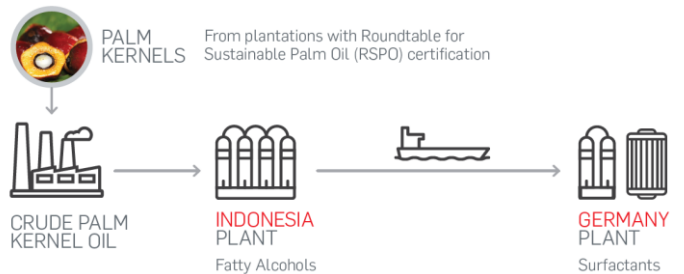 PALM
KERNELS
From plantations with Roundtable for
Sustainable Palm Oil (RSPO) certification
CRUDE PALM
KERNEL OIL
INDONESIA
PLANT
Fatty Alcohols
GERMANY
PLANT
Surfactants